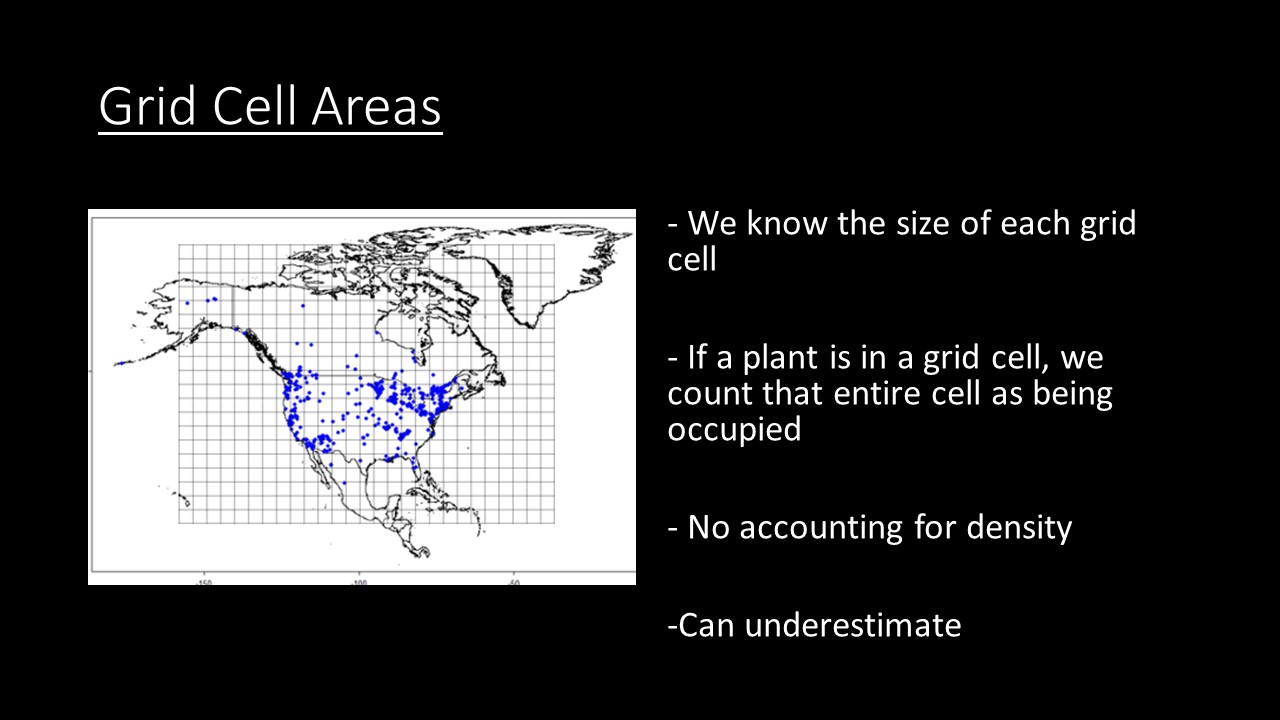 Grid Cell Areas
- We know the size of each grid
cell
- If a plant is in a grid cell, we
count that entire cell as being
occupied
- No accounting for density
-Can underestimate
-150
-100
-50